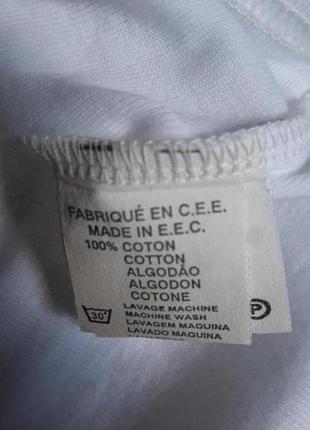 FABRIQUÉ EN C.E.E.
MADE IN E.E.C.
100% COTON
COTTON
ALGODÃO
ALGODON
COTONE
30°
LAVAGE MACHINE
MACHINE WASH
LAVAGEM MAQUINA
LAVADO MAQUINA
P